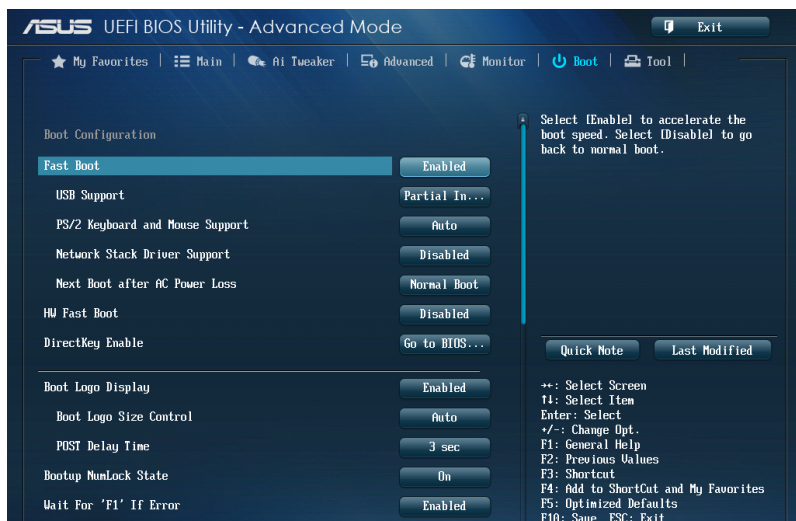 ASUS UEFI BIOS Utility - Advanced Mode
Exit
My Favorites | Main | Ai Tweaker | Advanced | Monitor | Boot | Tool |
Boot Configuration
Fast Boot Enabled
USB Support Partial In...
PS/2 Keyboard and Mouse Support Auto
Network Stack Driver Support Disabled
Next Boot after AC Power Loss Normal Boot
HW Fast Boot Disabled
DirectKey Enable Go to BIOS...
Boot Logo Display Enabled
Boot Logo Size Control Auto
POST Delay Time 3 sec
Bootup NumLock State On
Wait For 'F1' If Error Enabled
Select [Enable] to accelerate the
boot speed. Select [Disable] to go
back to normal boot.
Quick Note Last Modified
→←: Select Screen
↑↓: Select Item
Enter: Select
+/-: Change Opt.
F1: General Help
F2: Previous Values
F3: Shortcut
F4: Add to ShortCut and My Favorites
F5: Optimized Defaults
F10: Save ESC: Exit